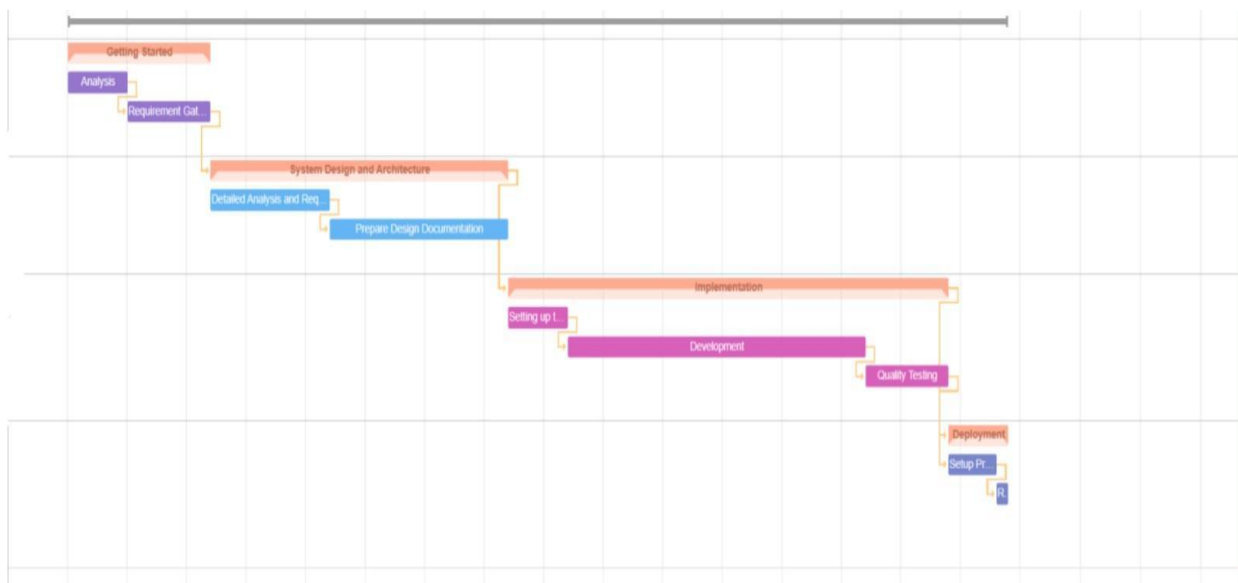 Getting Started
Analysis
Requirement Gat...
System Design and Architecture
Detailed Analysis and Req...
Prepare Design Documentation
Implementation
Setting up t...
Development
Quality Testing
Deployment
Setup Pr...
R.